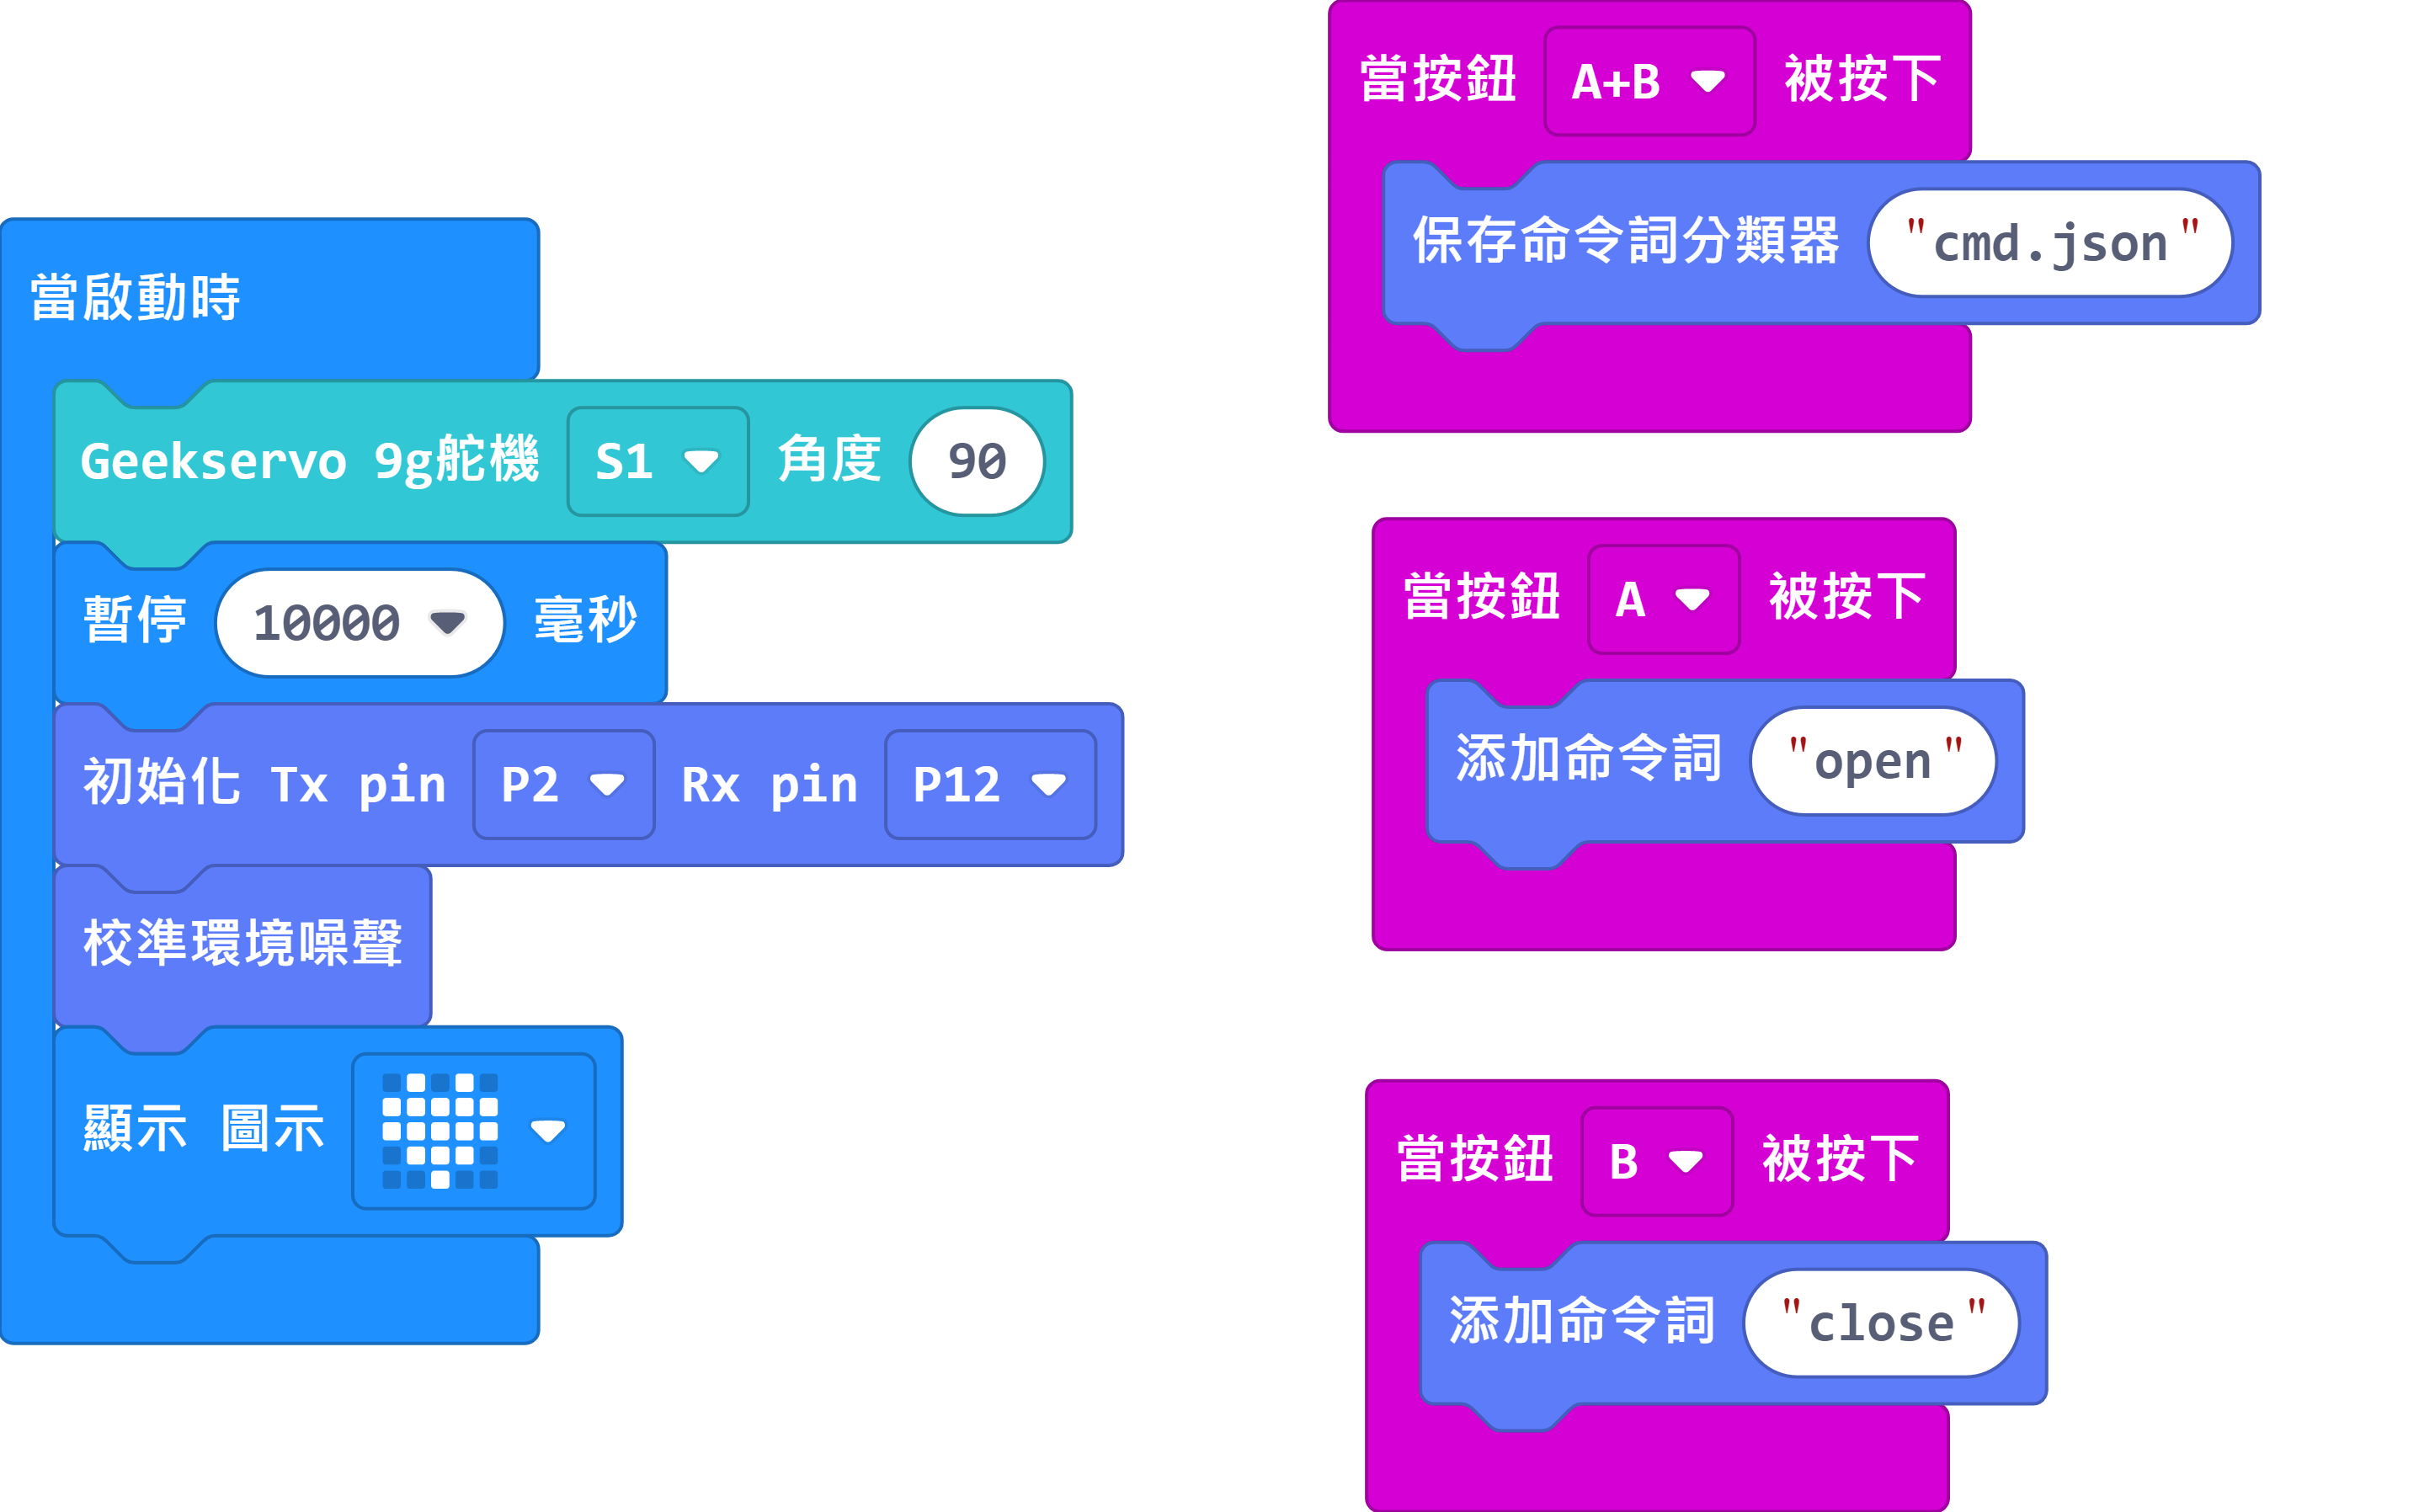 當啟動時
Geekservo 9g舵機 S1 角度 90
暫停 10000 毫秒
初始化 Tx pin P2 Rx pin P12
校準環境噪聲
顯示 圖示
當按鈕 A+B 被按下
保存命令詞分類器 "cmd.json"
當按鈕 A 被按下
添加命令詞 "open"
當按鈕 B 被按下
添加命令詞 "close"